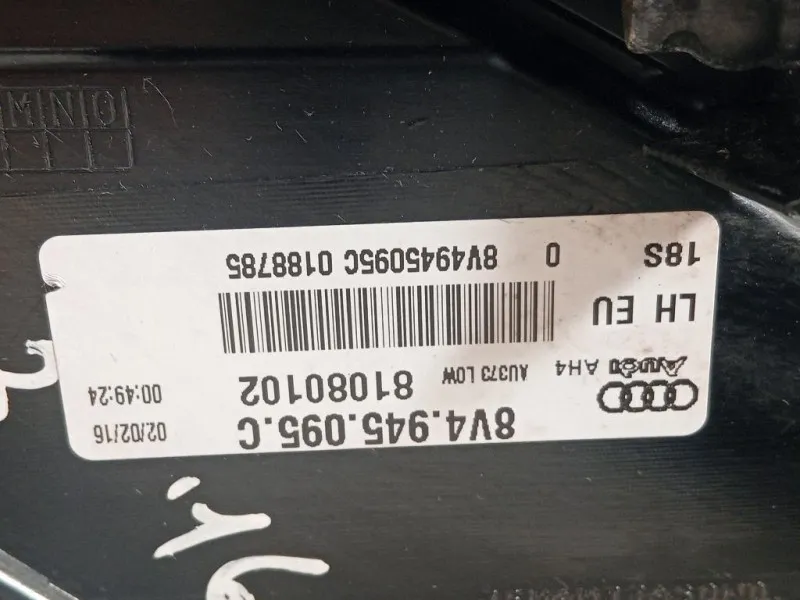 8V4.945.095.C
02/02/16
Audi AH4
AU373 LOW
81080102
00:49:24
LH EU
18S
0
8V4945095C 0188785
MNO